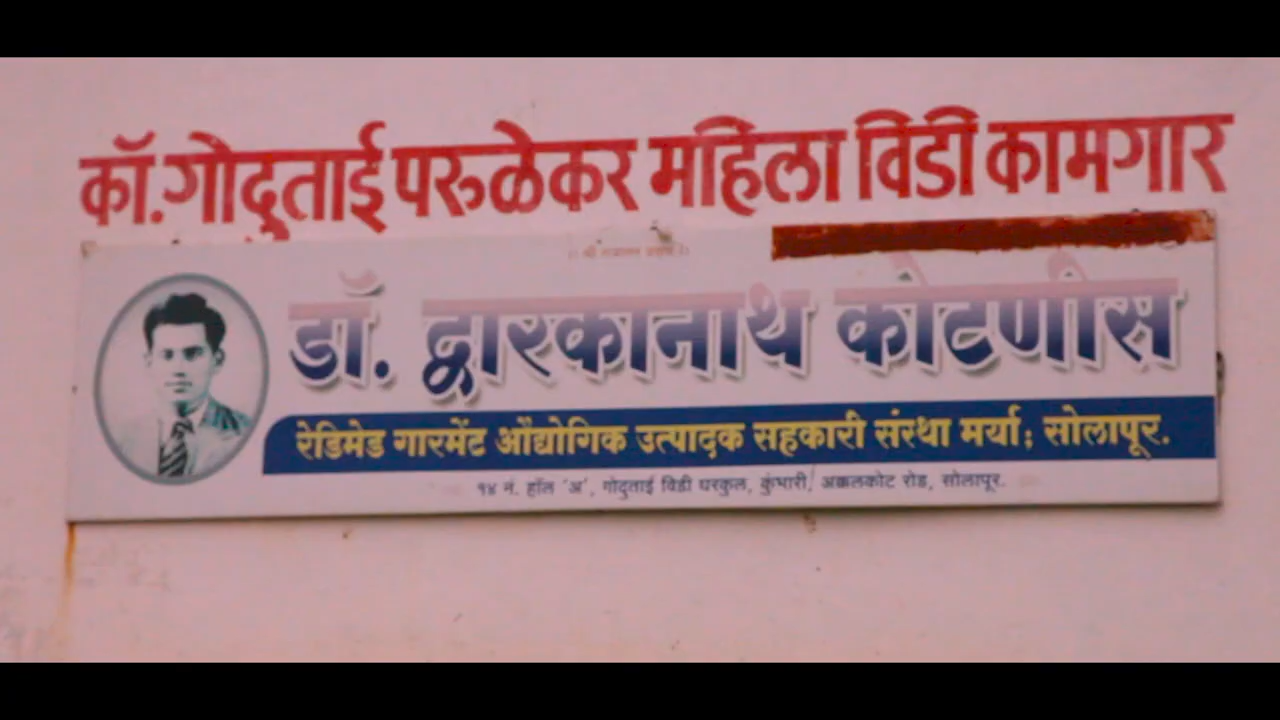 कॉ.गोदुताई परुळेकर महिला विडी कामगार
डॉ. द्वारकानाथ कोटणीस
रेडिमेड गारमेंट औद्योगिक उत्पादक सहकारी संस्था मर्या; सोलापूर.
१४ नं. हॉल 'अ', गोदुताई विडी घरकुल, कुंभारी, अक्कलकोट रोड, सोलापूर.